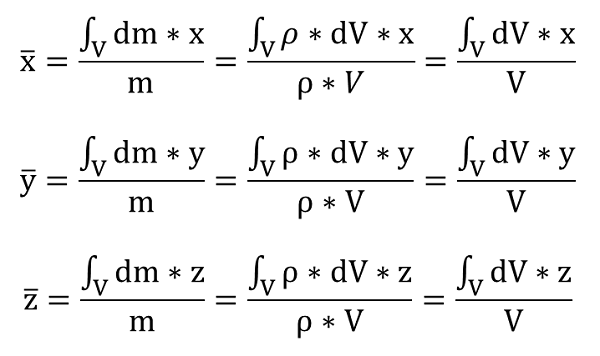 x̅ = ∫_V dm * x / m = ∫_V ρ * dV * x / ρ * V = ∫_V dV * x / V
y̅ = ∫_V dm * y / m = ∫_V ρ * dV * y / ρ * V = ∫_V dV * y / V
z̅ = ∫_V dm * z / m = ∫_V ρ * dV * z / ρ * V = ∫_V dV * z / V